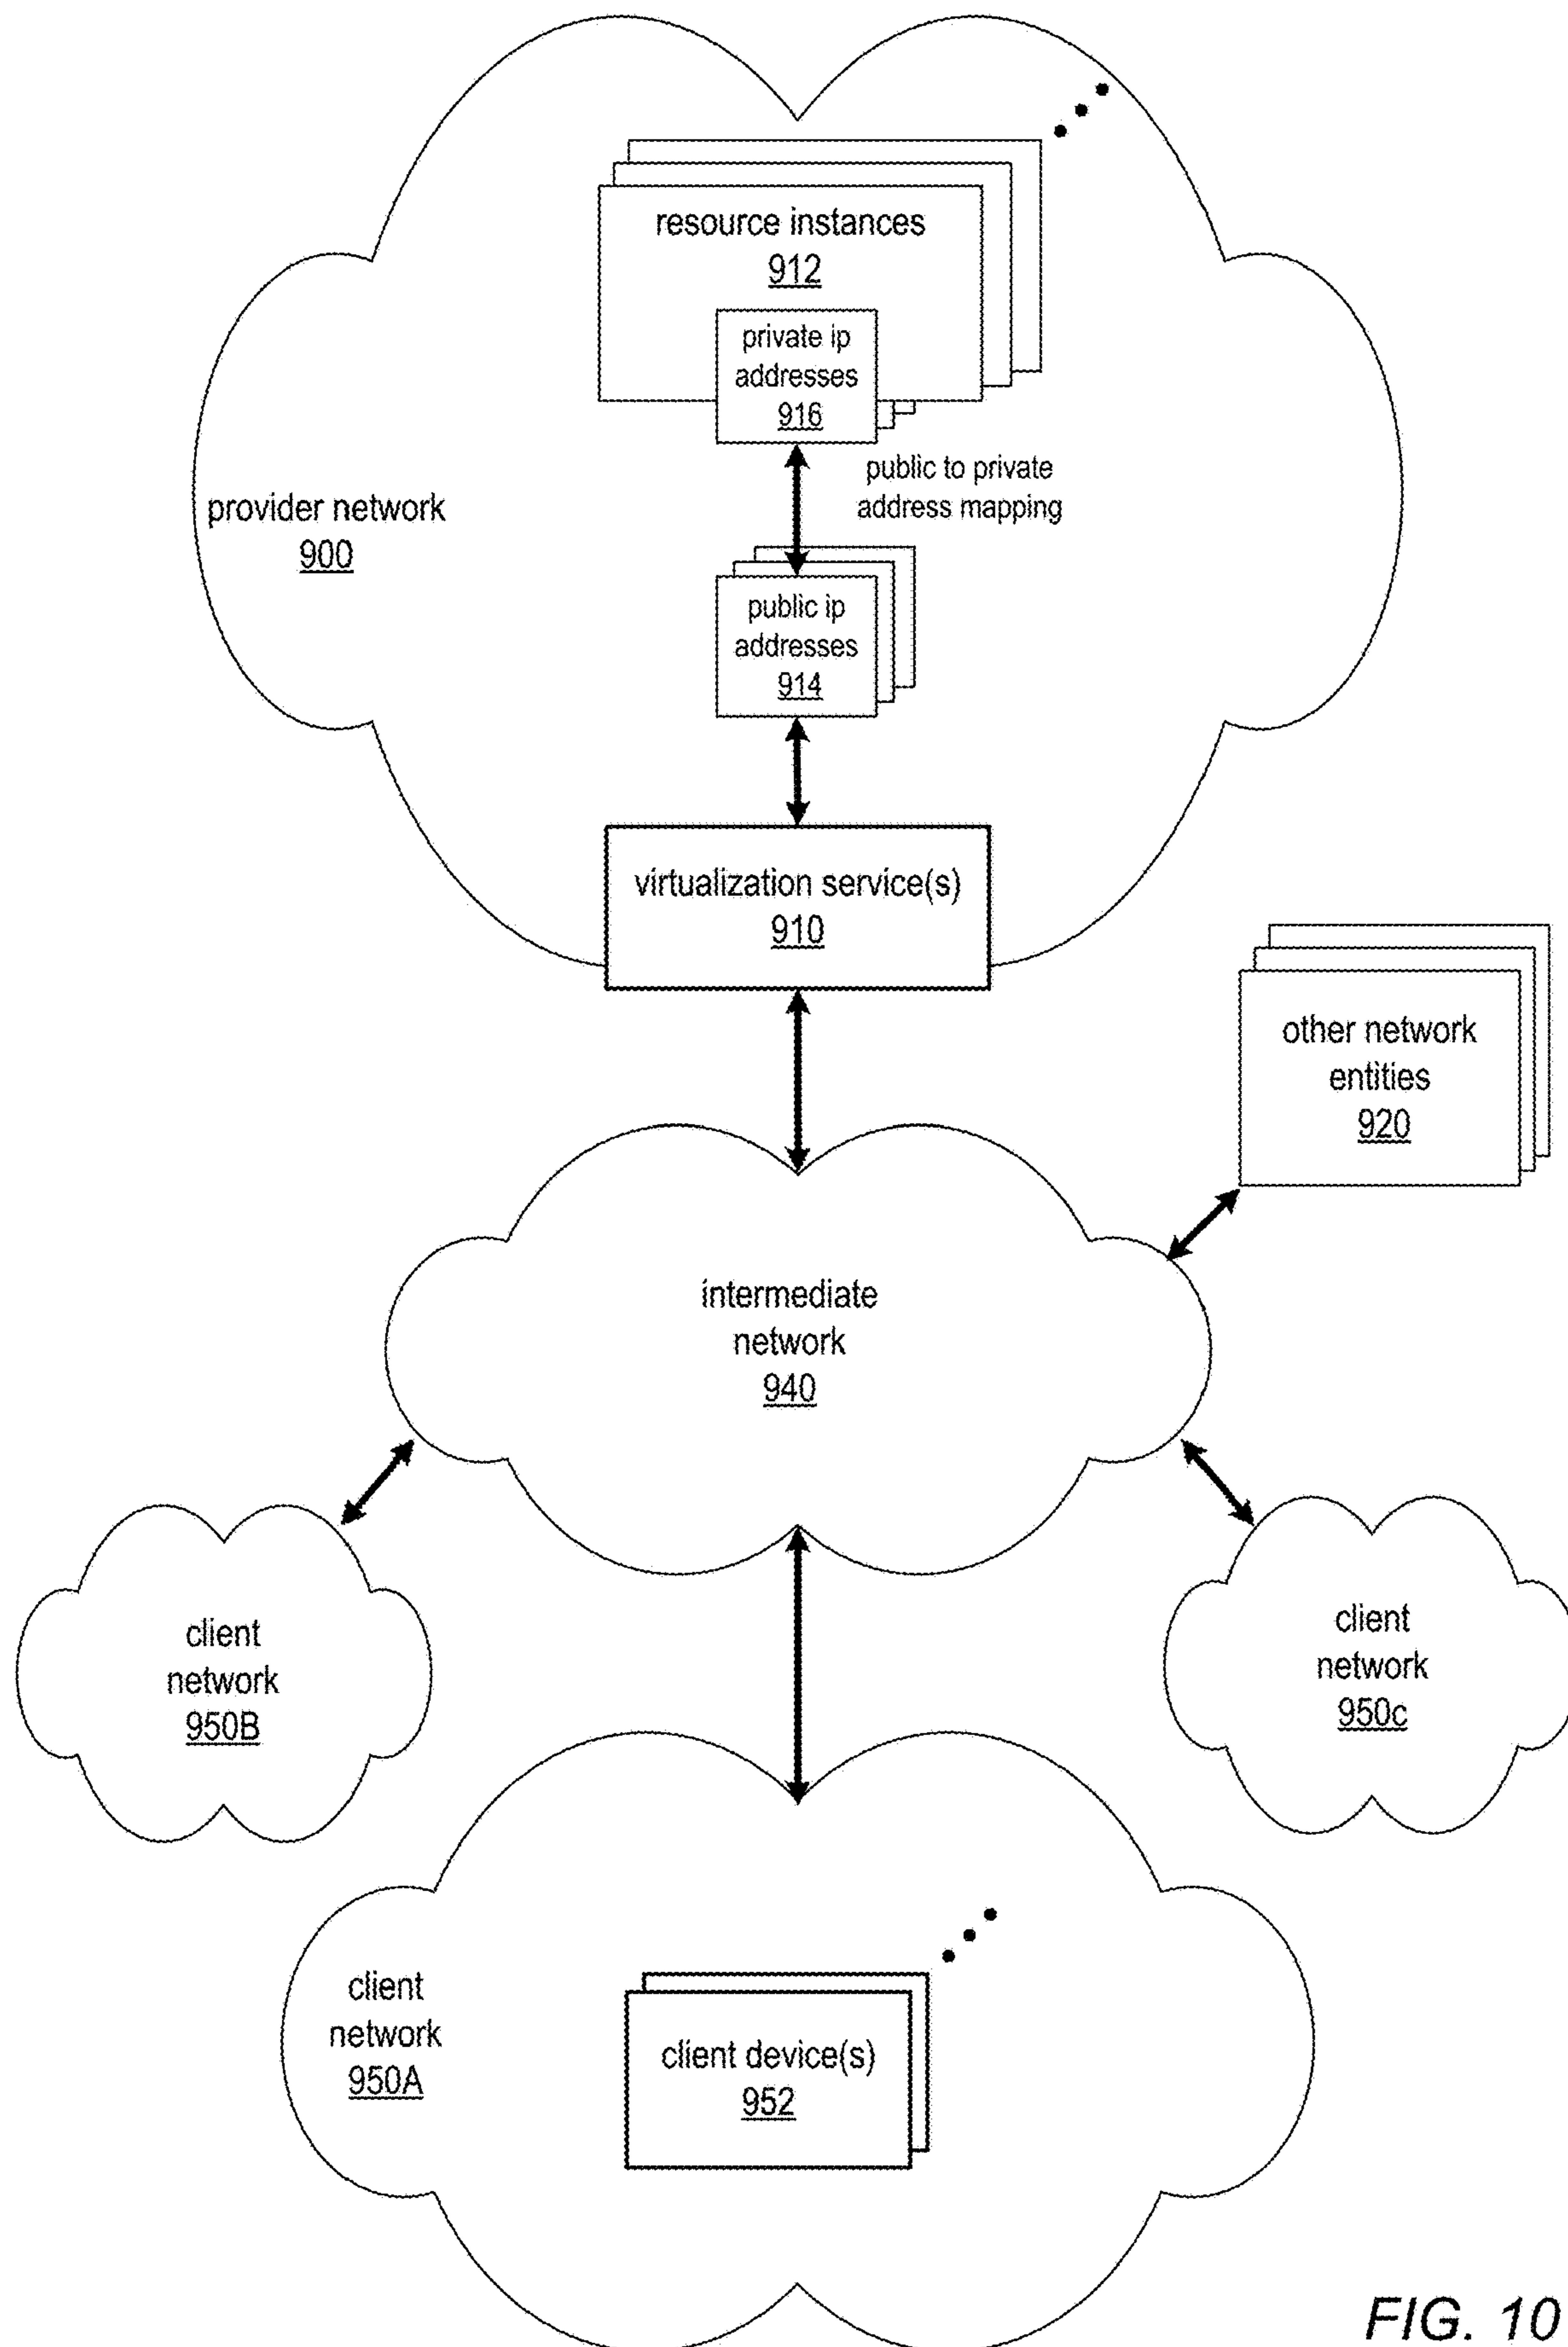 resource instances
912
private ip
addresses
916
public to private
address mapping
provider network
900
public ip
addresses
914
virtualization service(s)
910
other network
entities
920
intermediate
network
940
client
network
950B
client
network
950c
client
network
950A
client device(s)
952
FIG. 10